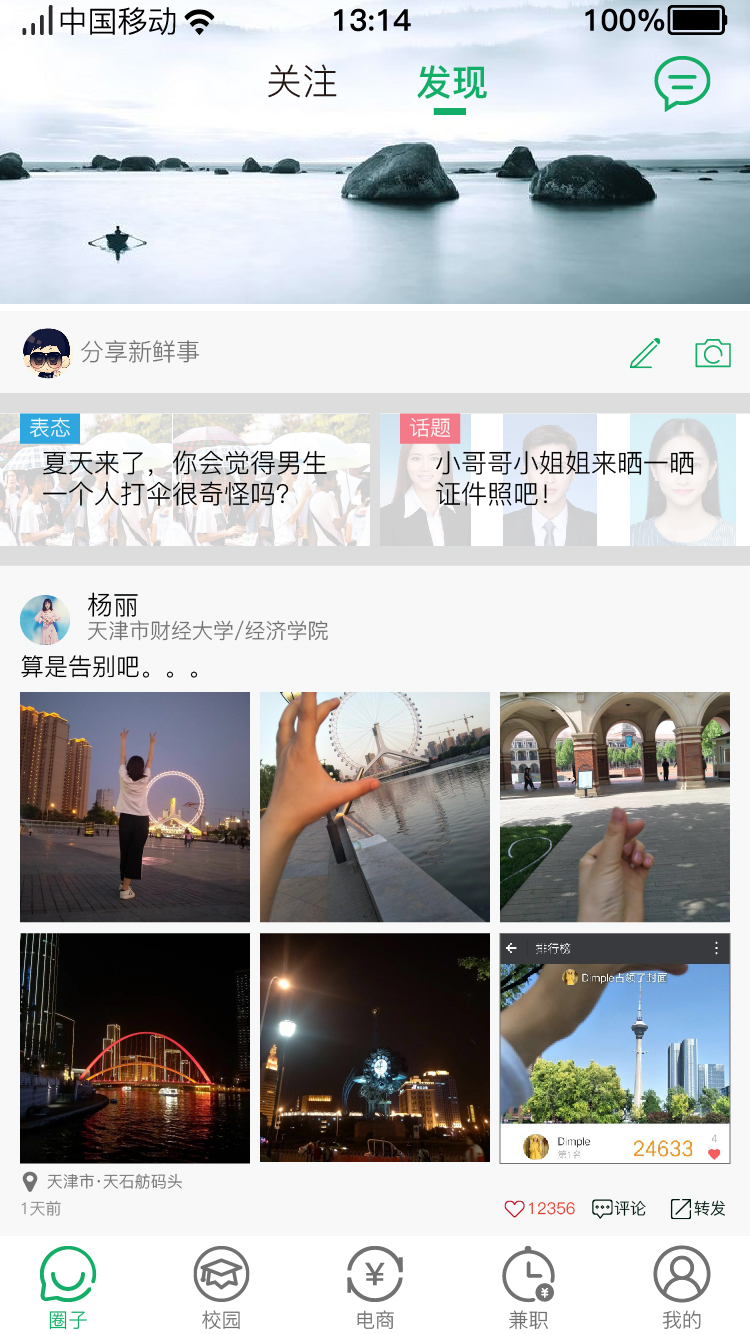 中国移动 13:14 100%
关注 发现
分享新鲜事
表态
夏天来了，你会觉得男生
一个人打伞很奇怪吗?
话题
小哥哥小姐姐来晒一晒
证件照吧！
杨丽
天津市财经大学/经济学院
算是告别吧。。。
排行榜
Dimple占领了封面
Dimple
第1名
24633
4
天津市·天石舫码头
1天前
12356 评论 转发
圈子 校园 电商 兼职 我的